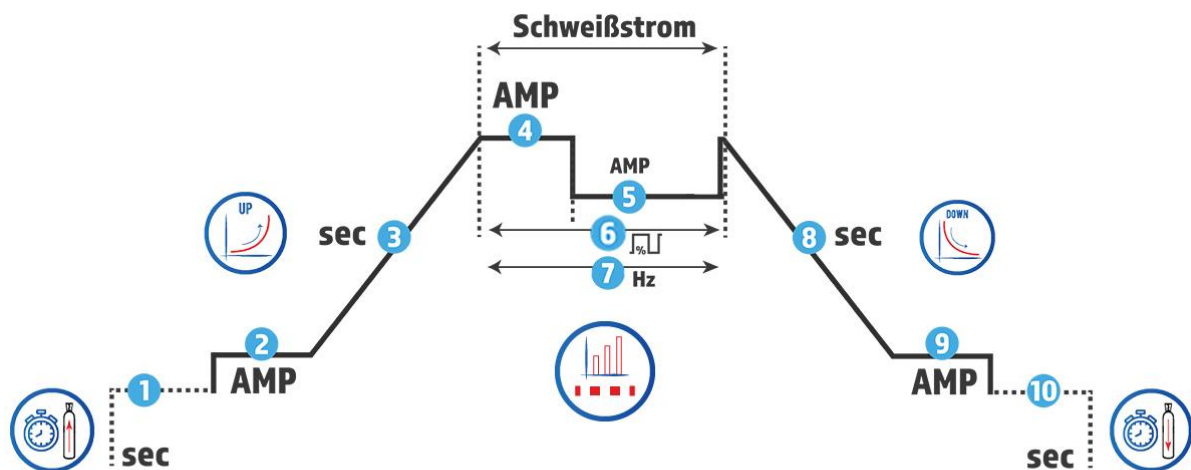 Schweißstrom
AMP
4
AMP
5
UP
sec 3
6 %
7 Hz
8 sec
DOWN
2
AMP
9
AMP
1
sec
10
sec